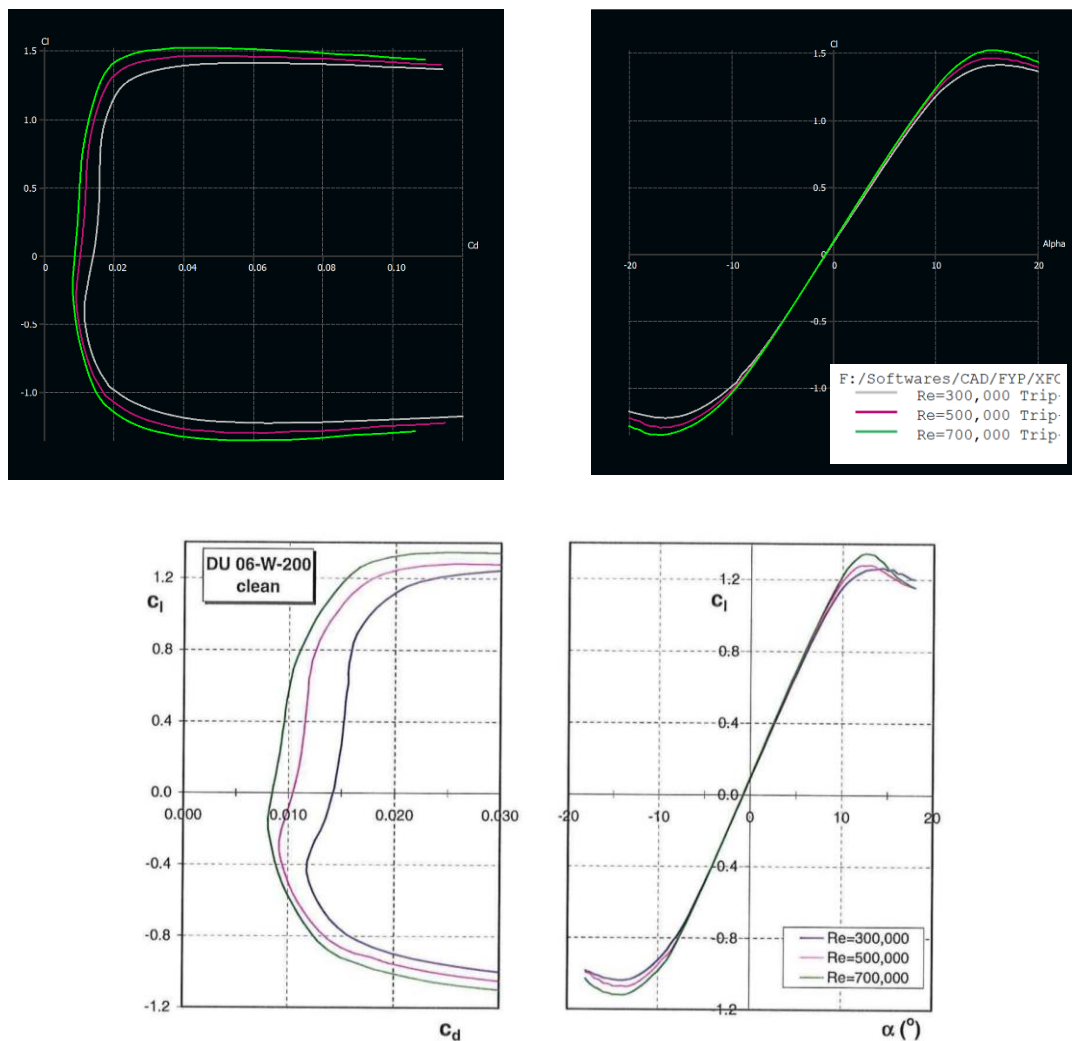 Cl
1.5
1.0
0.5
0
0 0.02 0.04 0.06 0.08 0.10
Cd
-0.5
-1.0
Cl
1.5
1.0
0.5
Alpha
-20 -10 0 10 20
-0.5
-1.0
F:/Softwares/CAD/FYP/XFC
Re=300,000 Trip-
Re=500,000 Trip-
Re=700,000 Trip-
DU 06-W-200
clean
cl
1.2
0.8
0.4
0.0
0.000 0.010 0.020 0.030
-0.4
-0.8
-1.2
cd
cl
1.2
0.8
0.4
0.0
-20 -10 0 10 20
-0.4
-0.8
-1.2
Re=300,000
Re=500,000
Re=700,000
α (°)